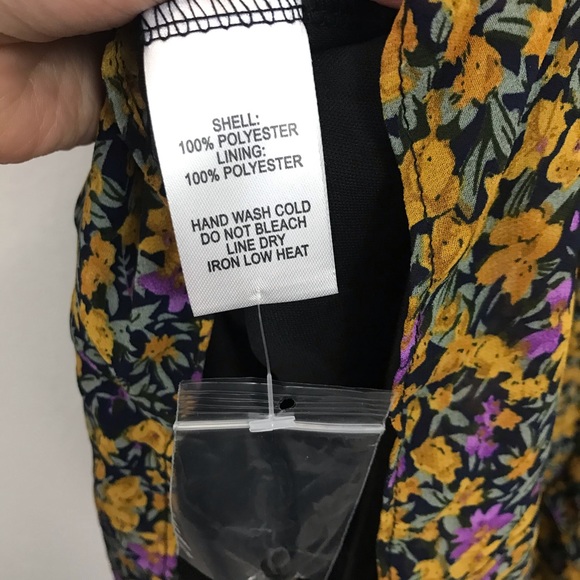 SHELL:
100% POLYESTER
LINING:
100% POLYESTER
HAND WASH COLD
DO NOT BLEACH
LINE DRY
IRON LOW HEAT